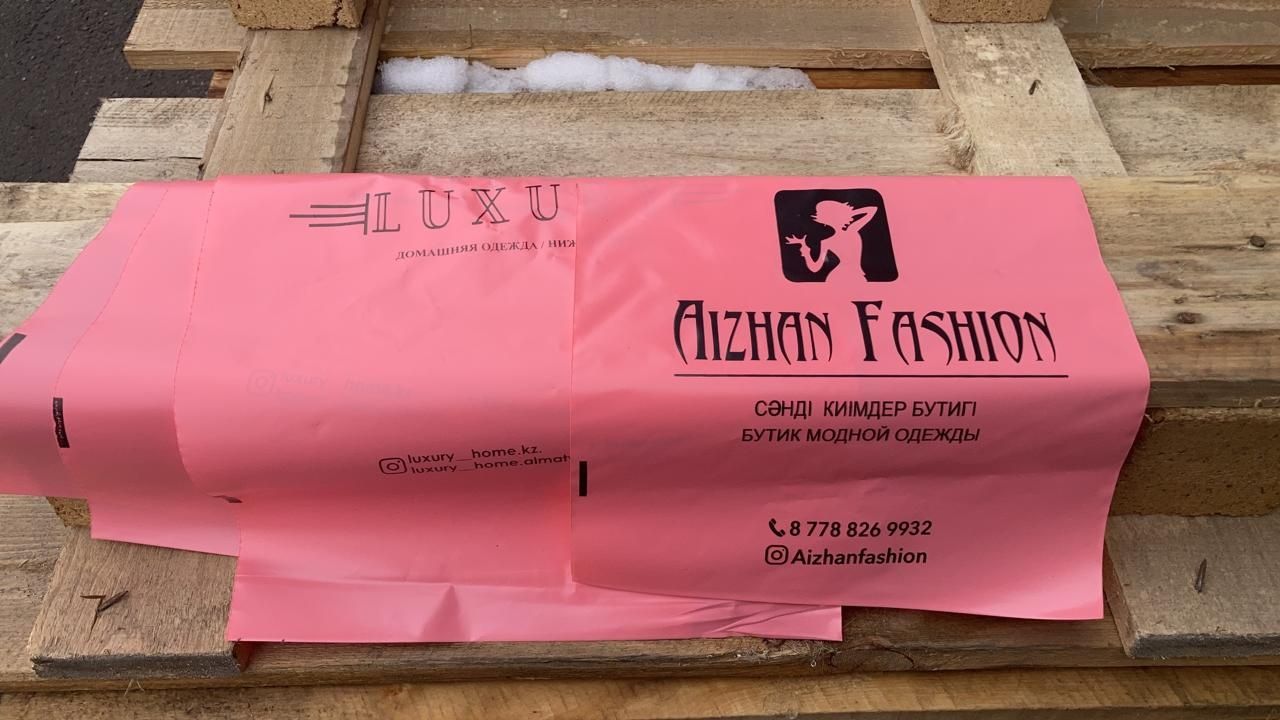 LUXU
ДОМАШНЯЯ ОДЕЖДА / НИЖ
luxury__home.kz.
luxury__home.almat
AIZHAN FASHION
СӘНДІ КИІМДЕР БУТИГІ
БУТИК МОДНОЙ ОДЕЖДЫ
8 778 826 9932
Aizhanfashion